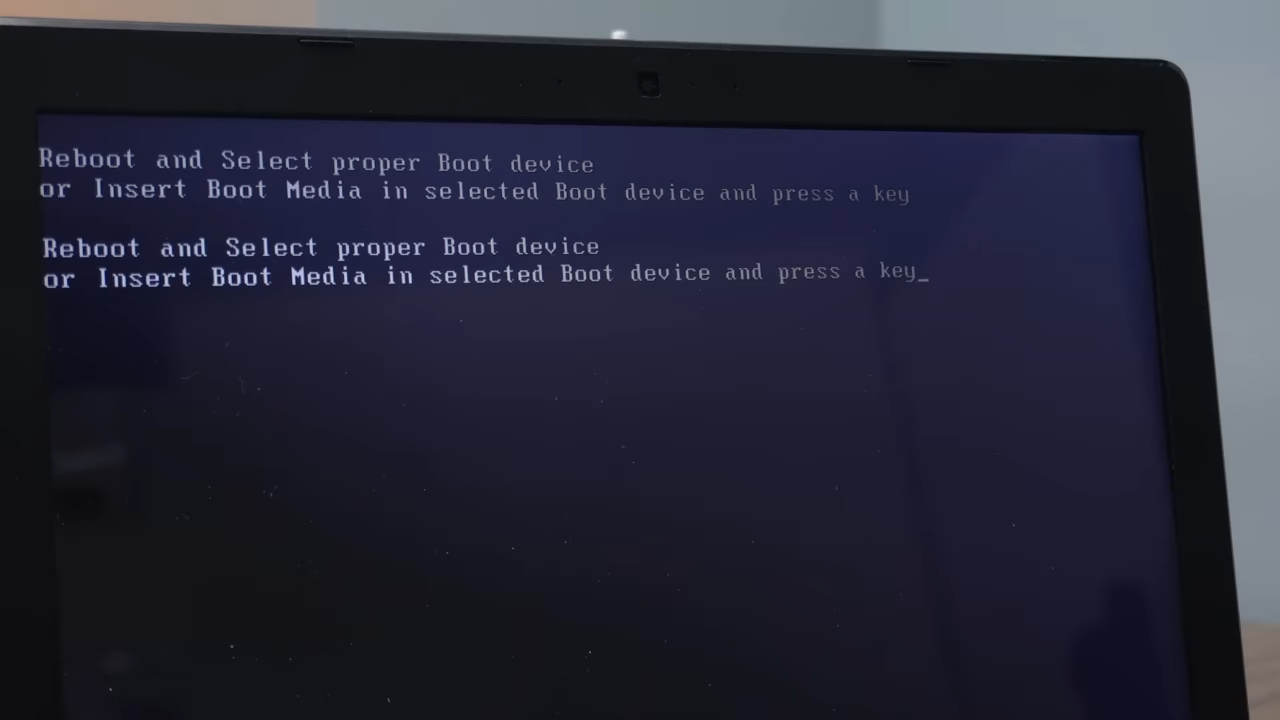 Reboot and Select proper Boot device
or Insert Boot Media in selected Boot device and press a key
Reboot and Select proper Boot device
or Insert Boot Media in selected Boot device and press a key_